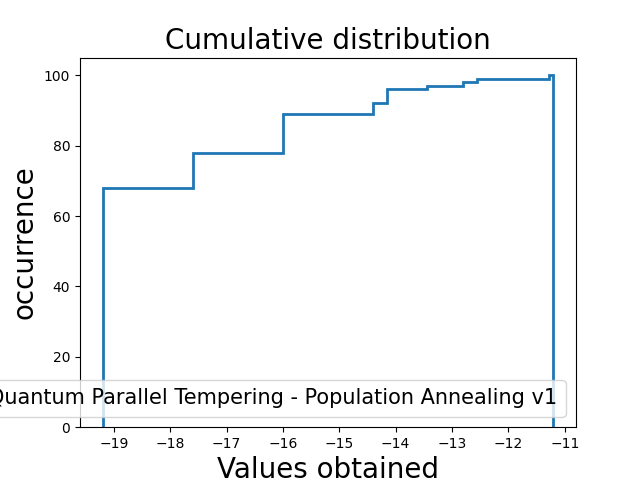 Cumulative distribution
occurrence
100
80
60
40
20
0
Quantum Parallel Tempering - Population Annealing v1
−19 −18 −17 −16 −15 −14 −13 −12 −11
Values obtained